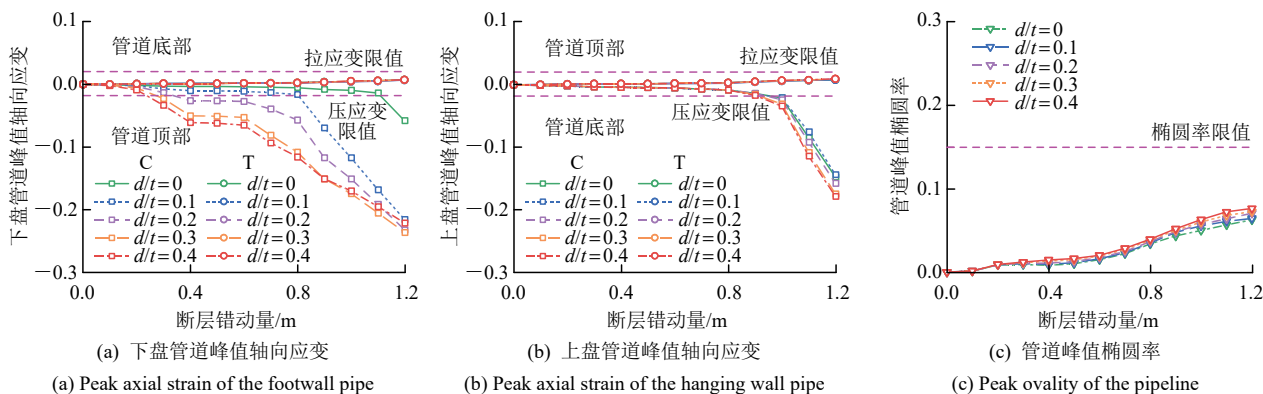 下盘管道峰值轴向应变
0.1
0.0
−0.1
−0.2
−0.3
管道底部
拉应变限值
压应变
限值
管道顶部
C T
d/t=0 d/t=0
d/t=0.1 d/t=0.1
d/t=0.2 d/t=0.2
d/t=0.3 d/t=0.3
d/t=0.4 d/t=0.4
0.0 0.4 0.8 1.2
断层错动量/m
(a) 下盘管道峰值轴向应变
(a) Peak axial strain of the footwall pipe
上盘管道峰值轴向应变
0.1
0.0
−0.1
−0.2
−0.3
管道顶部
拉应变限值
压应变限值
管道底部
C T
d/t=0 d/t=0
d/t=0.1 d/t=0.1
d/t=0.2 d/t=0.2
d/t=0.3 d/t=0.3
d/t=0.4 d/t=0.4
0.0 0.4 0.8 1.2
断层错动量/m
(b) 上盘管道峰值轴向应变
(b) Peak axial strain of the hanging wall pipe
管道峰值椭圆率
0.3
0.2
0.1
0.0
d/t=0
d/t=0.1
d/t=0.2
d/t=0.3
d/t=0.4
椭圆率限值
0.0 0.4 0.8 1.2
断层错动量/m
(c) 管道峰值椭圆率
(c) Peak ovality of the pipeline